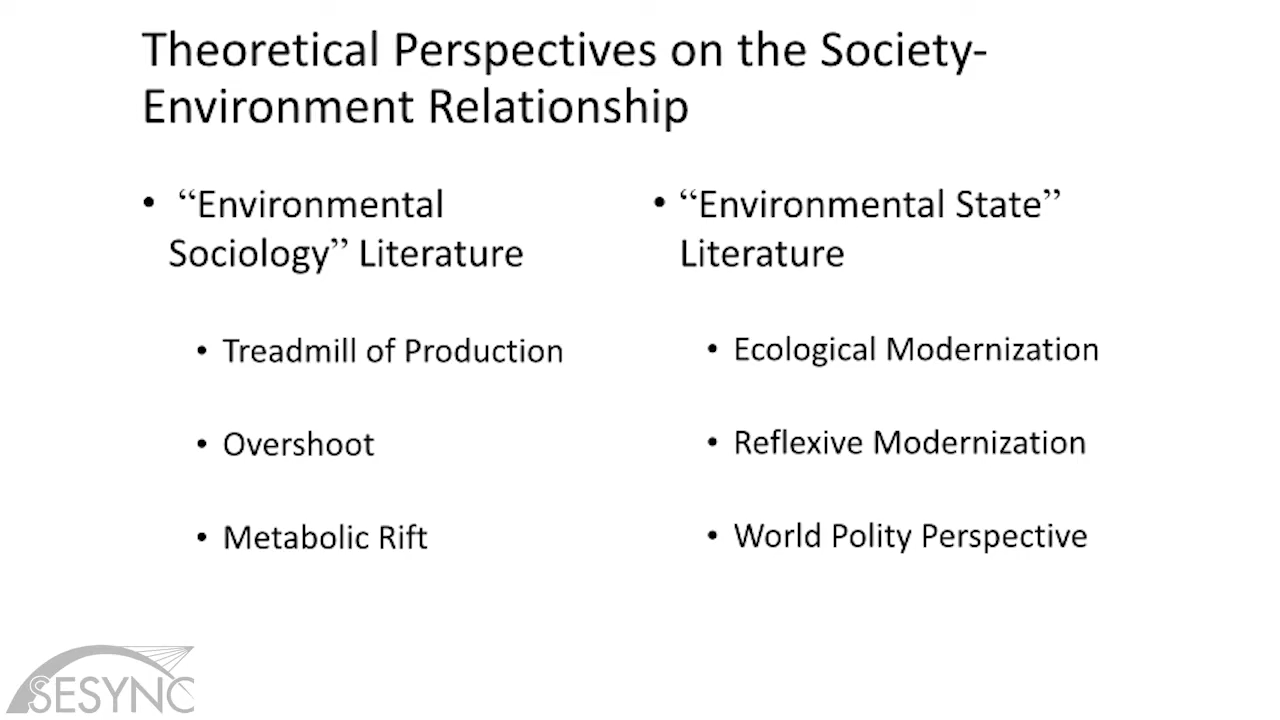 Theoretical Perspectives on the Society-
Environment Relationship
• “Environmental
Sociology” Literature
• Treadmill of Production
• Overshoot
• Metabolic Rift
• “Environmental State”
Literature
• Ecological Modernization
• Reflexive Modernization
• World Polity Perspective
SESYNC